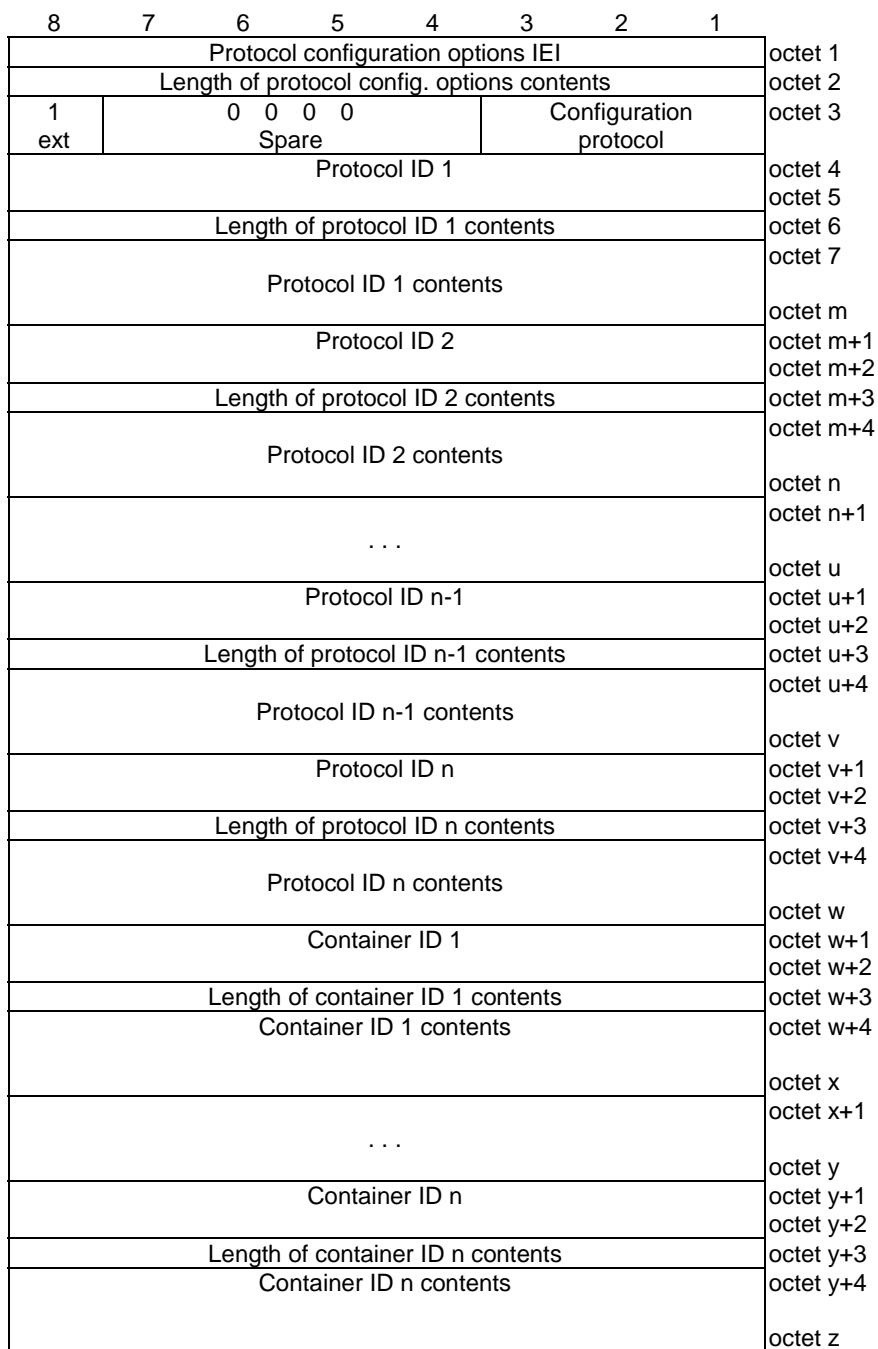 8 7 6 5 4 3 2 1
Protocol configuration options IEI octet 1
Length of protocol config. options contents octet 2
1 0 0 0 0 Configuration octet 3
ext Spare protocol
Protocol ID 1 octet 4
octet 5
Length of protocol ID 1 contents octet 6
octet 7
Protocol ID 1 contents
octet m
Protocol ID 2 octet m+1
octet m+2
Length of protocol ID 2 contents octet m+3
octet m+4
Protocol ID 2 contents
octet n
octet n+1
. . .
octet u
Protocol ID n-1 octet u+1
octet u+2
Length of protocol ID n-1 contents octet u+3
octet u+4
Protocol ID n-1 contents
octet v
Protocol ID n octet v+1
octet v+2
Length of protocol ID n contents octet v+3
octet v+4
Protocol ID n contents
octet w
Container ID 1 octet w+1
octet w+2
Length of container ID 1 contents octet w+3
Container ID 1 contents octet w+4
octet x
octet x+1
. . .
octet y
Container ID n octet y+1
octet y+2
Length of container ID n contents octet y+3
Container ID n contents octet y+4
octet z